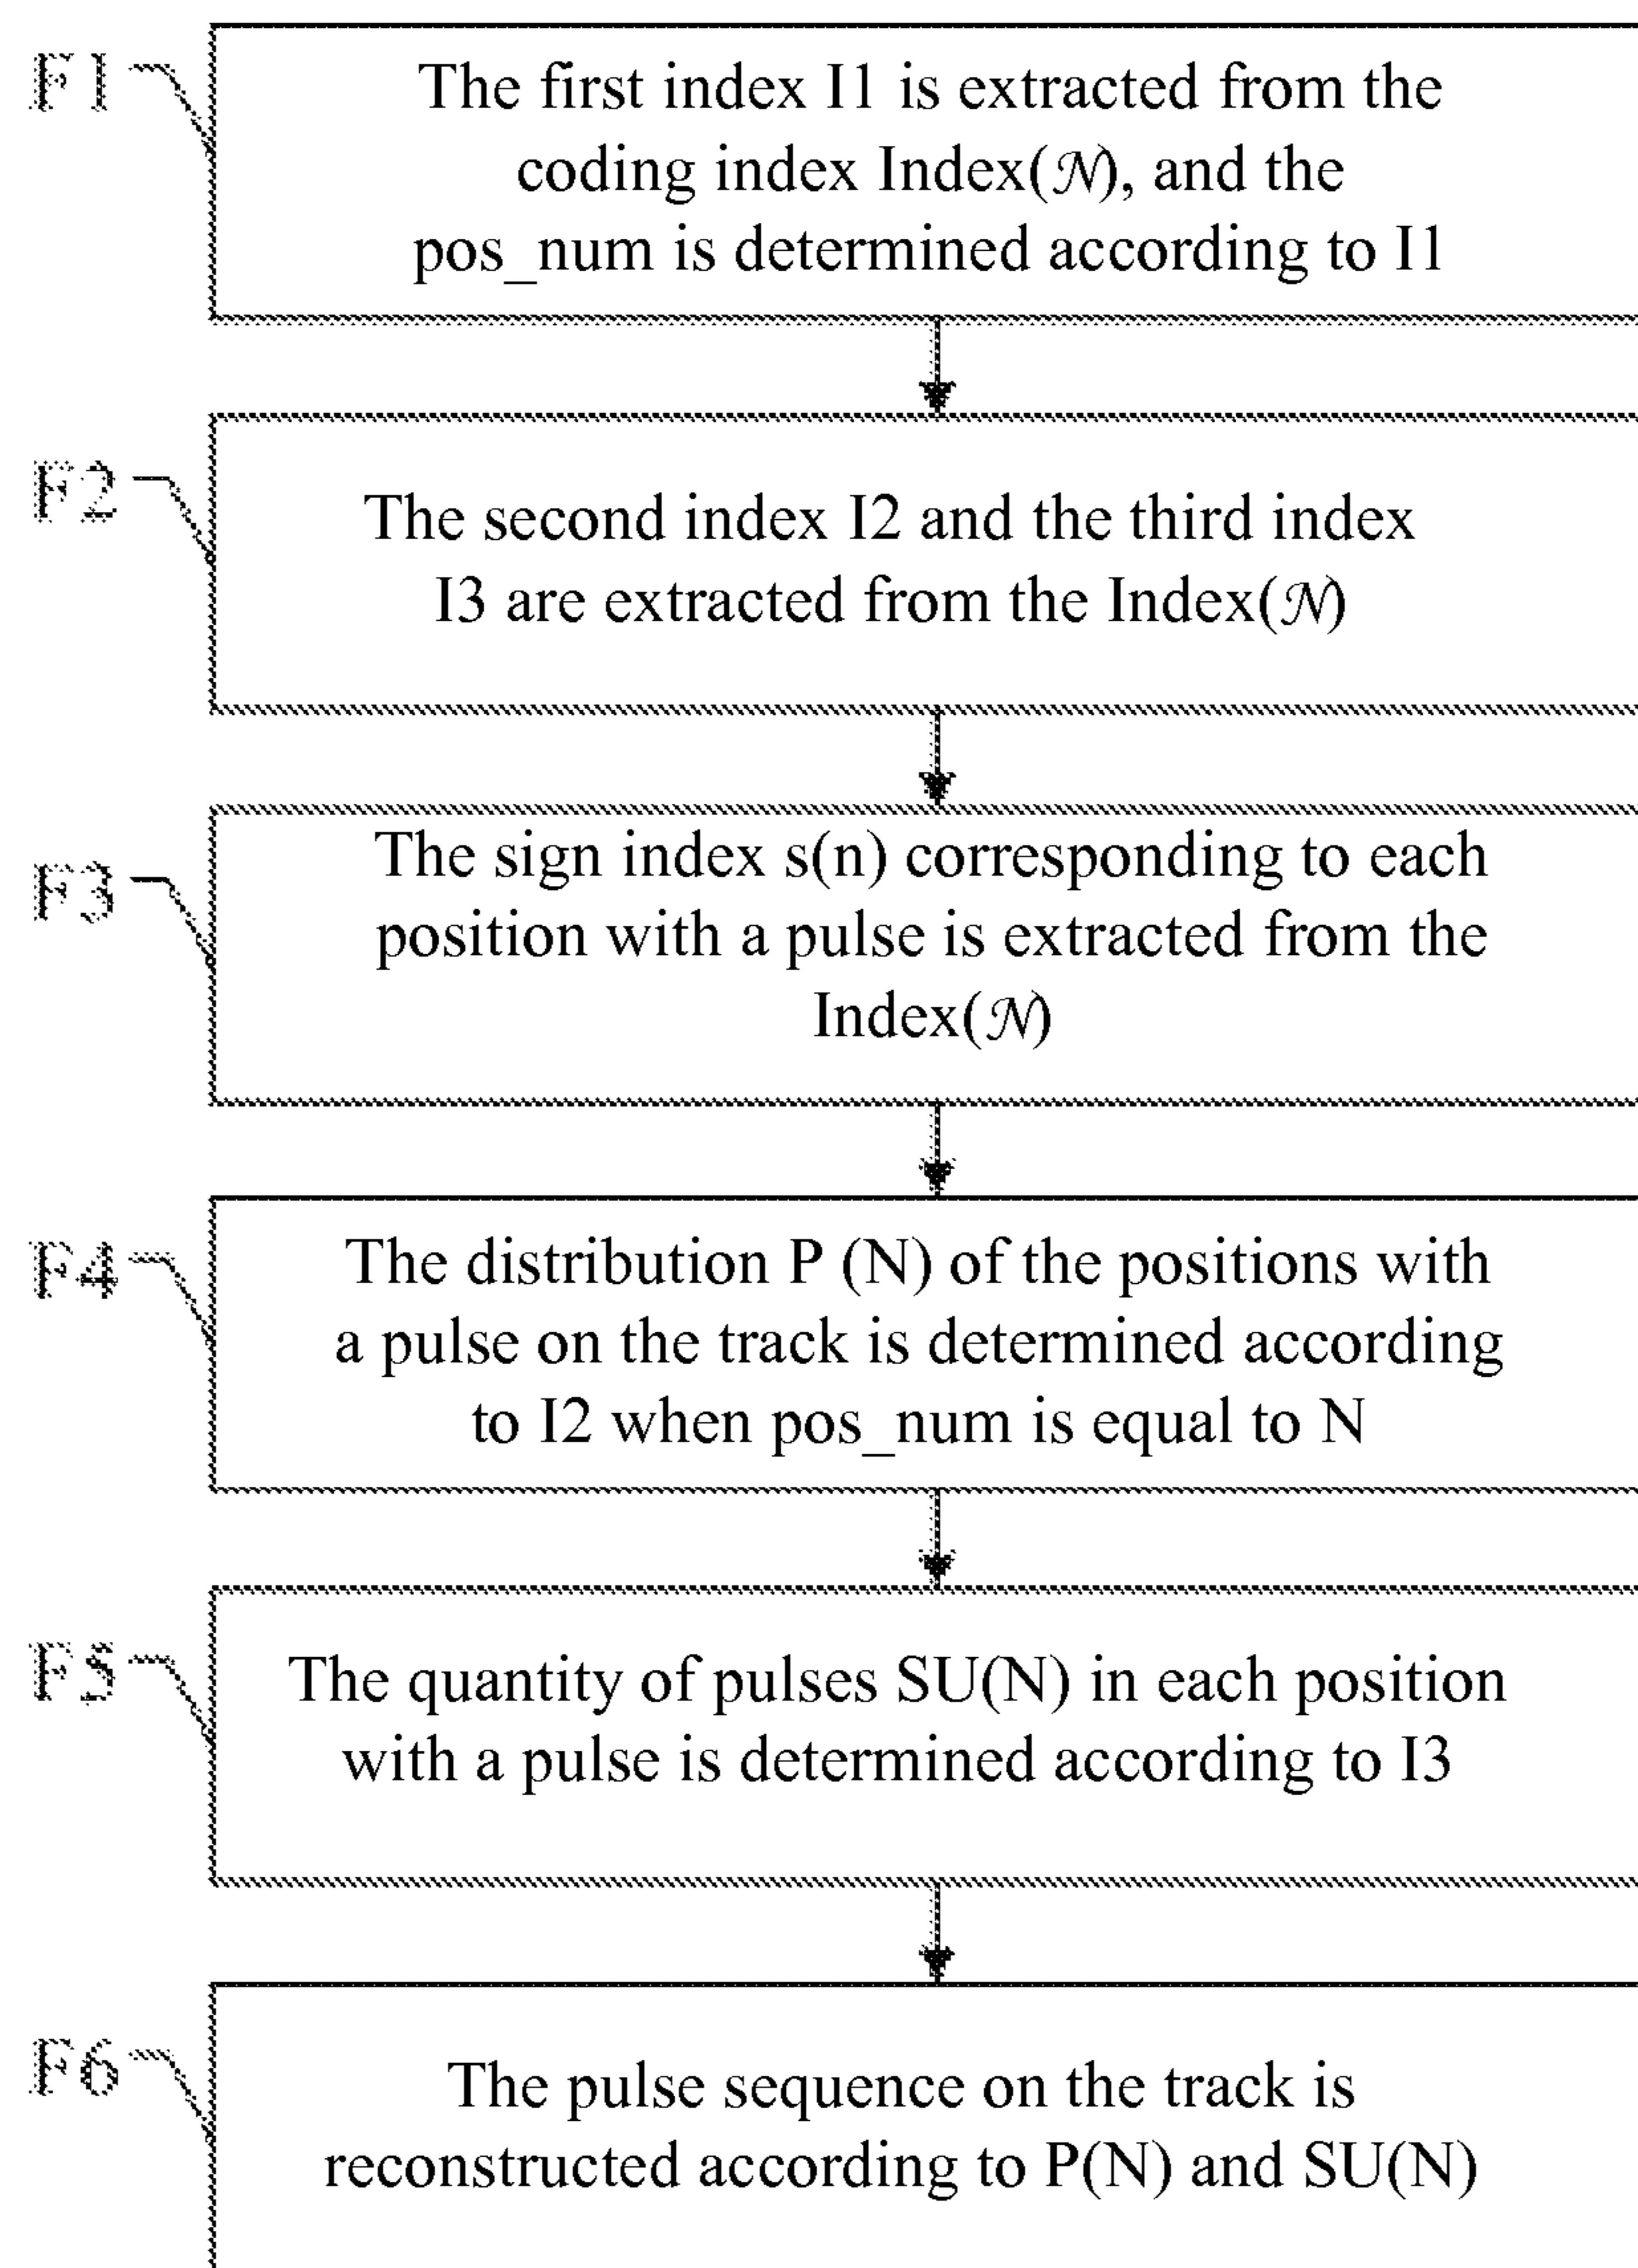 F1
The first index I1 is extracted from the
coding index Index(𝒩), and the
pos_num is determined according to I1
F2
The second index I2 and the third index
I3 are extracted from the Index(𝒩)
F3
The sign index s(n) corresponding to each
position with a pulse is extracted from the
Index(𝒩)
F4
The distribution P (N) of the positions with
a pulse on the track is determined according
to I2 when pos_num is equal to N
F5
The quantity of pulses SU(N) in each position
with a pulse is determined according to I3
F6
The pulse sequence on the track is
reconstructed according to P(N) and SU(N)